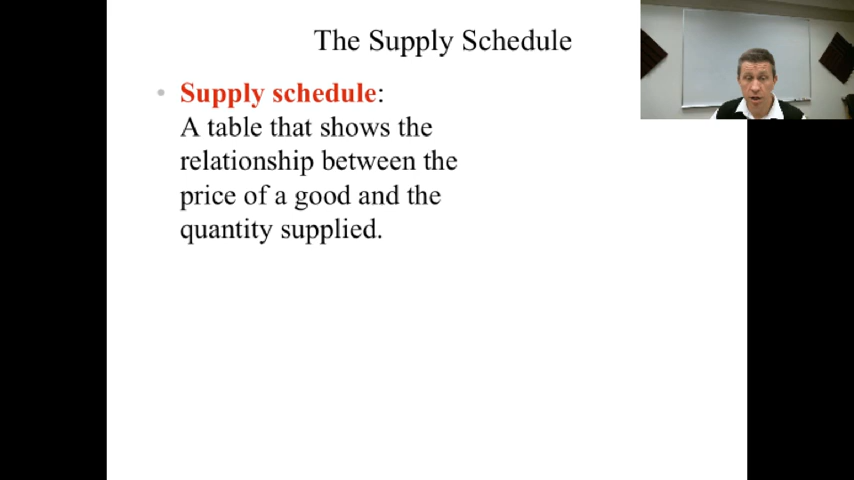 The Supply Schedule
• Supply schedule:
A table that shows the
relationship between the
price of a good and the
quantity supplied.